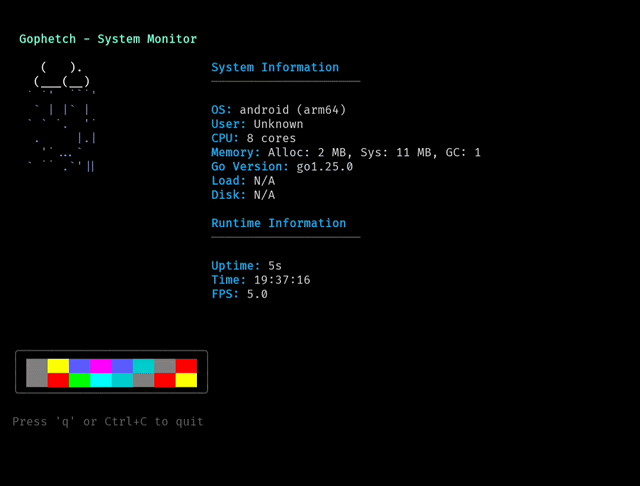 Gophetch - System Monitor
System Information
OS: android (arm64)
User: Unknown
CPU: 8 cores
Memory: Alloc: 2 MB, Sys: 11 MB, GC: 1
Go Version: go1.25.0
Load: N/A
Disk: N/A
Runtime Information
Uptime: 5s
Time: 19:37:16
FPS: 5.0
Press 'q' or Ctrl+C to quit